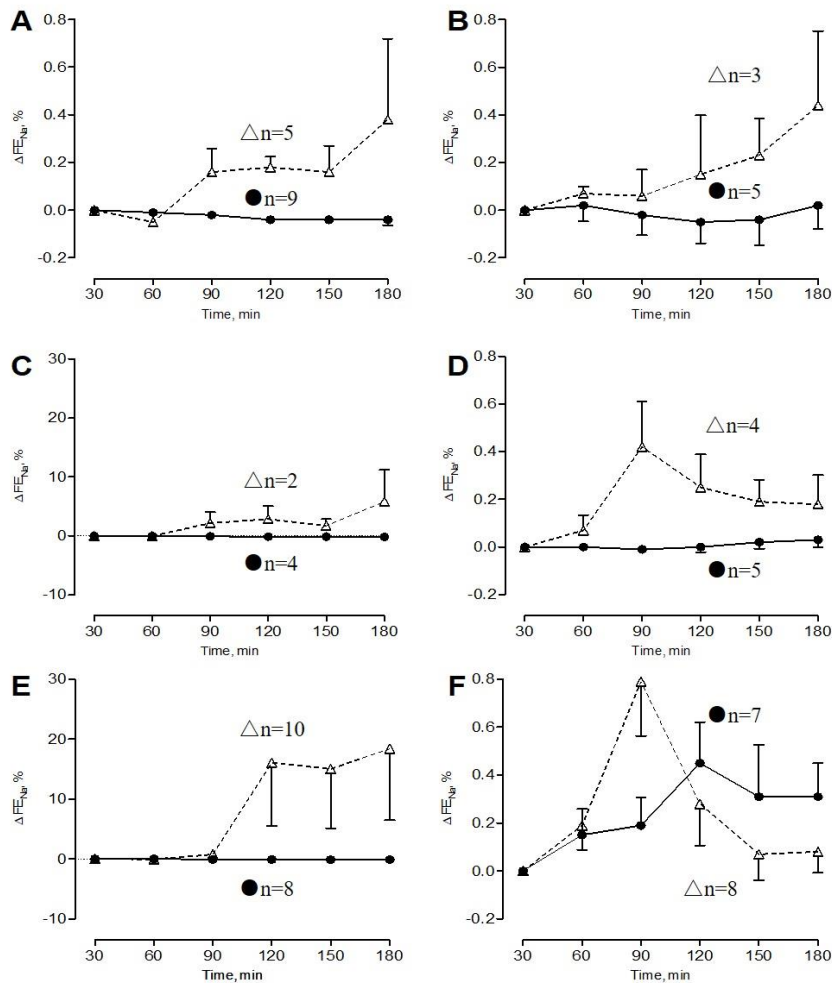 A
ΔFENa, %
0.8
0.6
0.4
0.2
0.0
-0.2
△n=5
●n=9
30 60 90 120 150 180
Time, min
B
ΔFENa, %
0.8
0.6
0.4
0.2
0.0
-0.2
△n=3
●n=5
30 60 90 120 150 180
Time, min
C
ΔFENa, %
30
20
10
0
-10
△n=2
●n=4
30 60 90 120 150 180
Time, min
D
ΔFENa, %
0.8
0.6
0.4
0.2
0.0
-0.2
△n=4
●n=5
30 60 90 120 150 180
Time, min
E
ΔFENa, %
30
20
10
0
-10
△n=10
●n=8
30 60 90 120 150 180
Time, min
F
ΔFENa, %
0.8
0.6
0.4
0.2
0.0
-0.2
●n=7
△n=8
30 60 90 120 150 180
Time, min